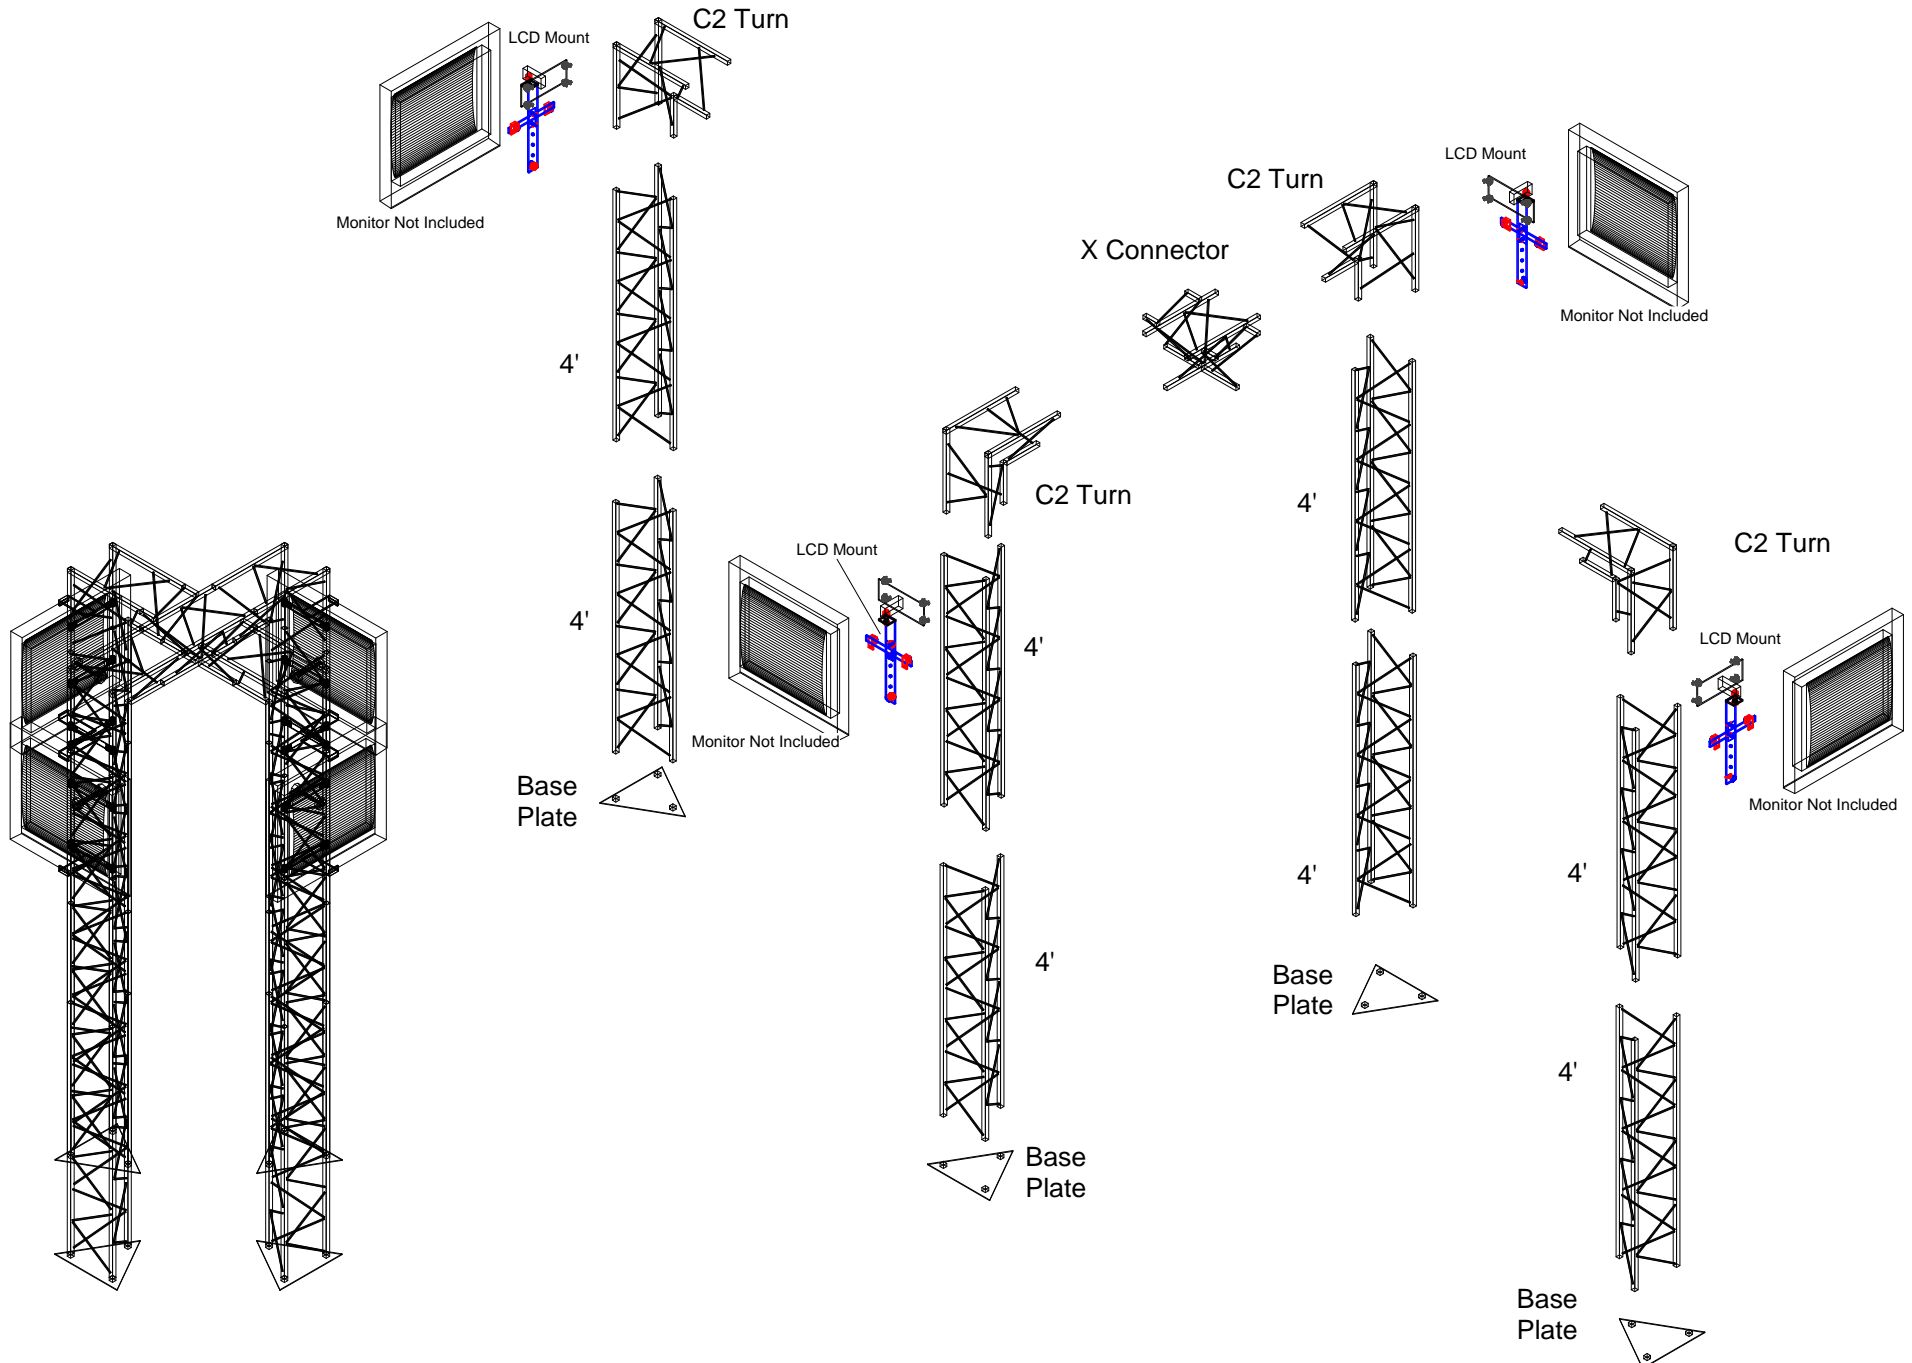 C2 Turn
LCD Mount
Monitor Not Included
4'
4'
Base
Plate
C2 Turn
LCD Mount
Monitor Not Included
4'
4'
Base
Plate
X Connector
C2 Turn
LCD Mount
Monitor Not Included
4'
4'
Base
Plate
C2 Turn
LCD Mount
Monitor Not Included
4'
4'
Base
Plate